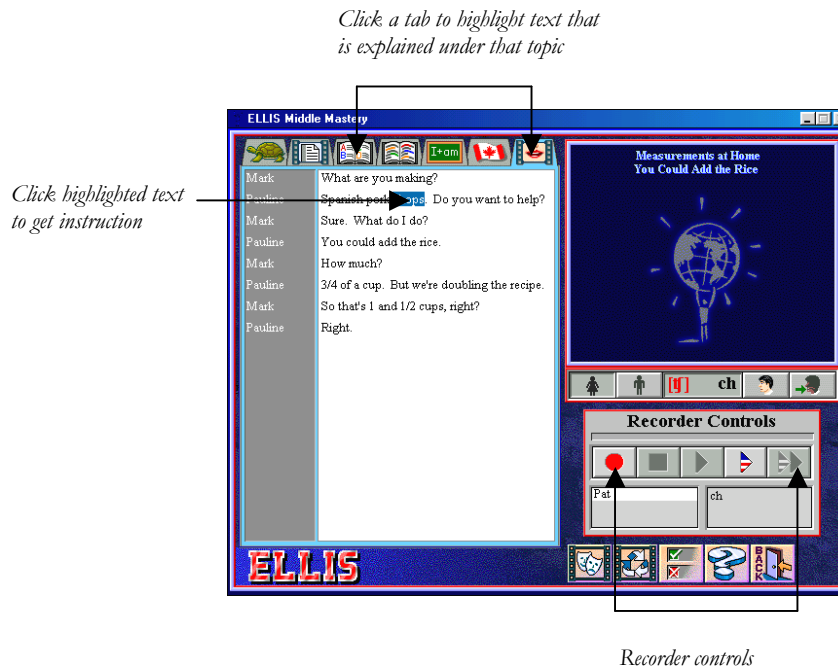 Click a tab to highlight text that
is explained under that topic
ELLIS Middle Mastery
I+am
Click highlighted text
to get instruction
Mark What are you making?
Pauline Spanish pork ops. Do you want to help?
Mark Sure. What do I do?
Pauline You could add the rice.
Mark How much?
Pauline 3/4 of a cup. But we're doubling the recipe.
Mark So that's 1 and 1/2 cups, right?
Pauline Right.
Measurements at Home
You Could Add the Rice
[ʧ] ch
Recorder Controls
Pat ch
ELLIS
BACK
Recorder controls